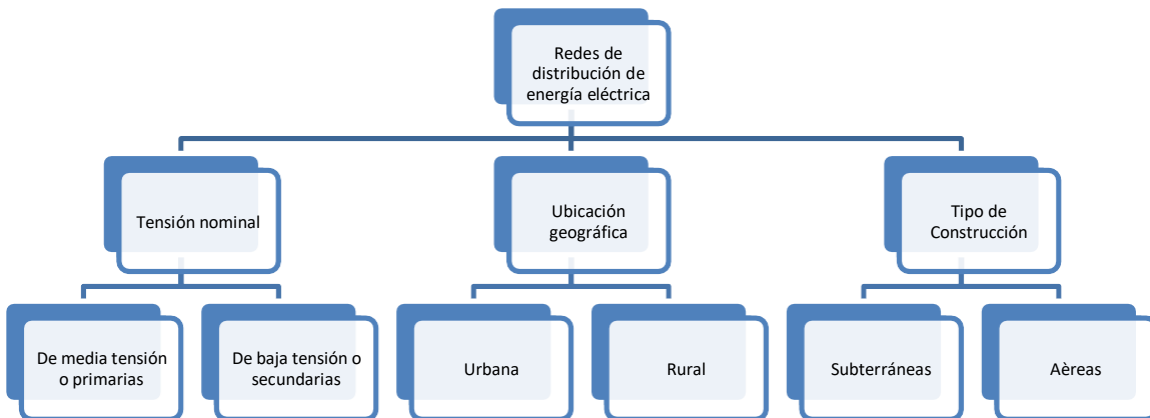 Redes de
distribución de
energía eléctrica
Tensión nominal
Ubicación
geográfica
Tipo de
Construcción
De media tensión
o primarias
De baja tensión o
secundarias
Urbana
Rural
Subterráneas
Aèreas